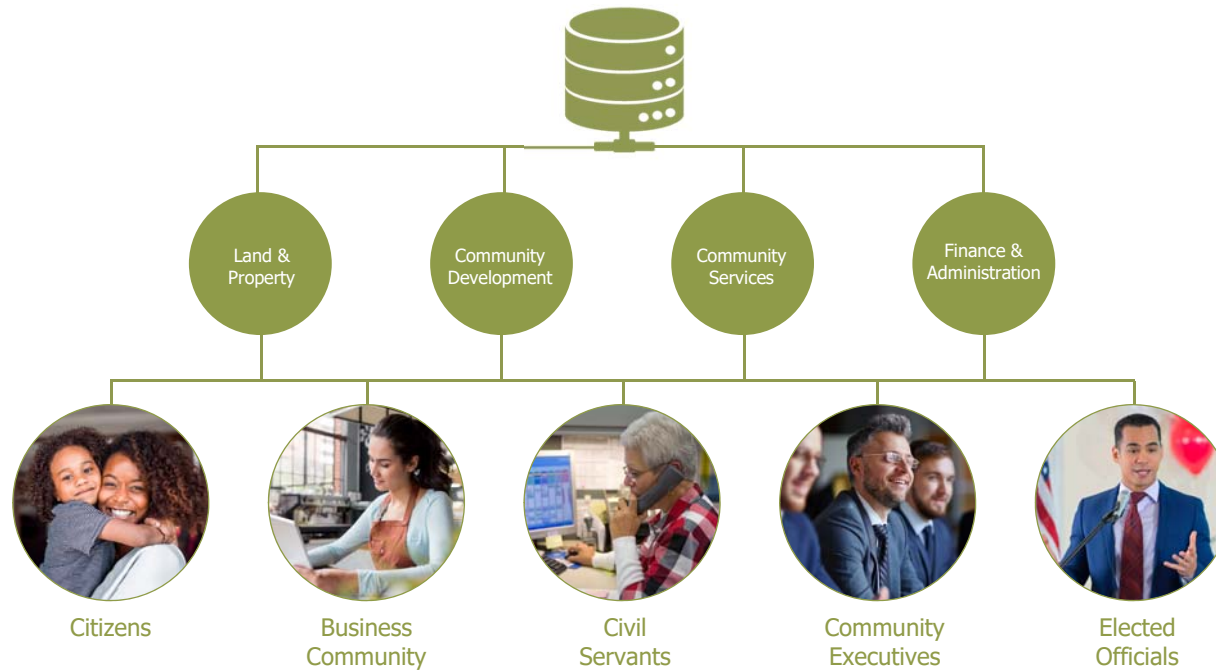 Land &
Property
Community
Development
Community
Services
Finance &
Administration
Citizens
Business
Community
Civil
Servants
Community
Executives
Elected
Officials